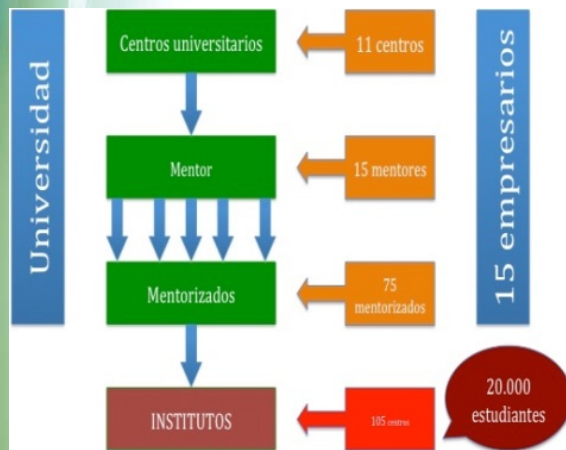 Universidad
Centros universitarios
11 centros
15 empresarios
Mentor
15 mentores
Mentorizados
75
mentorizados
INSTITUTOS
105 centros
20.000
estudiantes